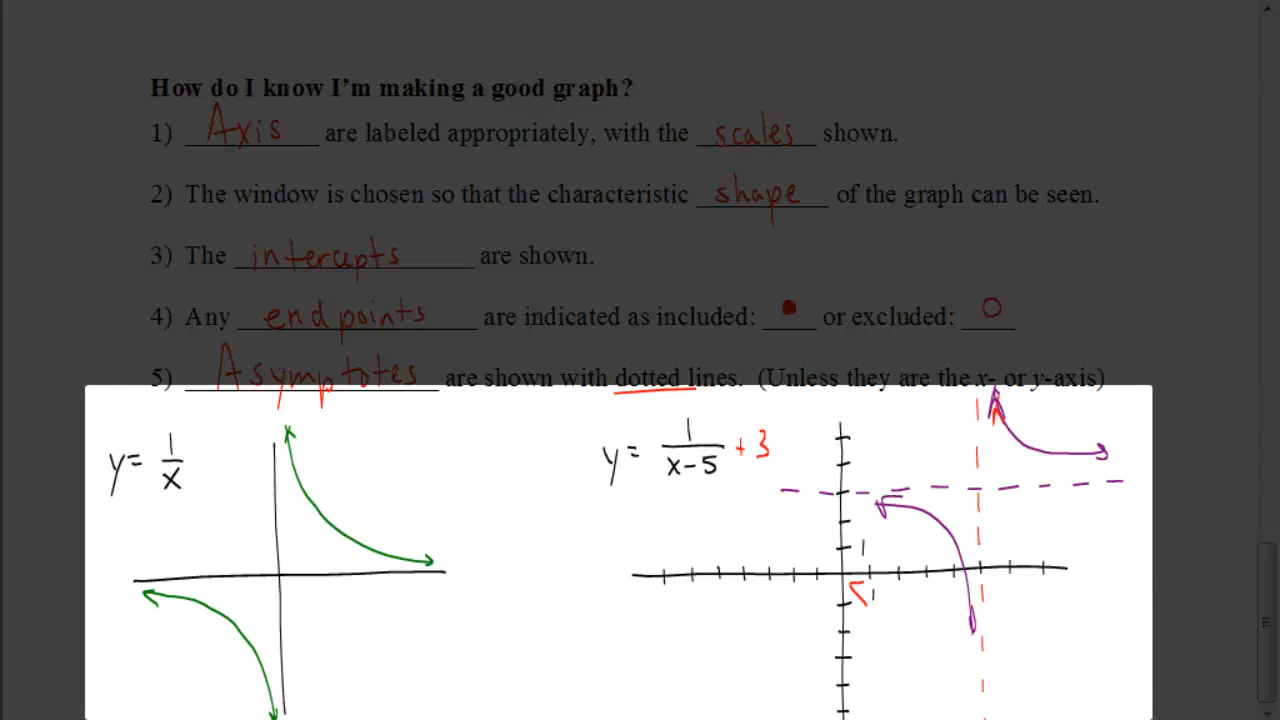 How do I know I'm making a good graph?
1) Axis are labeled appropriately, with the scales shown.
2) The window is chosen so that the characteristic shape of the graph can be seen.
3) The intercepts are shown.
4) Any endpoints are indicated as included: or excluded:
5) Asymptotes are shown with dotted lines. (Unless they are the x- or y-axis)
y= 1/x
y= 1/(x-5) +3
1
1